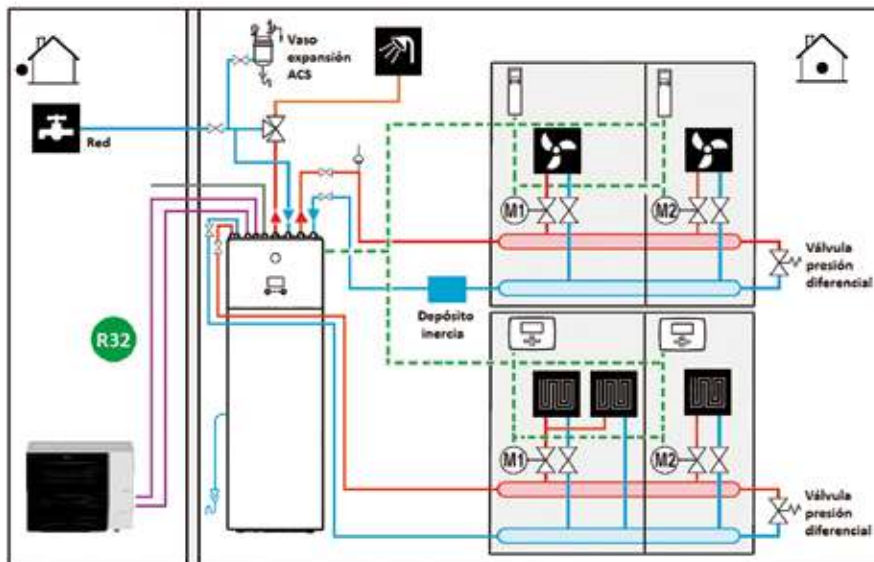 Vaso
expansión
ACS
Red
M1
M2
Válvula
presión
diferencial
Depósito
inercia
R32
M1
M2
Válvula
presión
diferencial